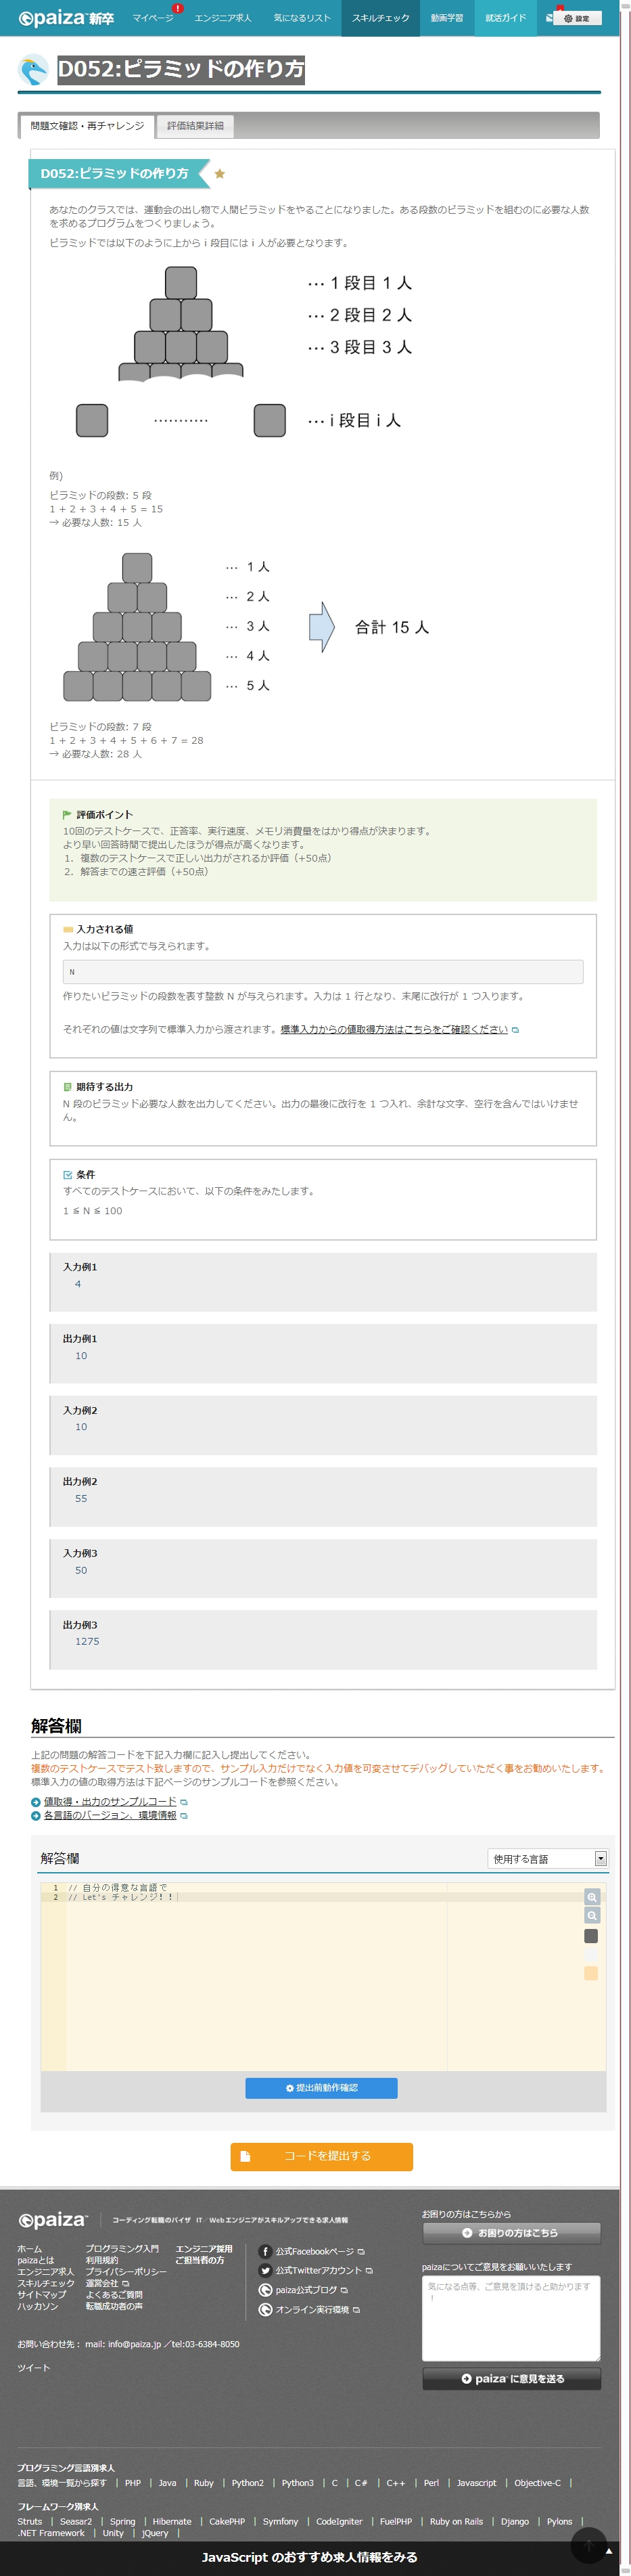 paiza 新卒
マイページ
!
エンジニア求人
気になるリスト
スキルチェック
動画学習
就活ガイド
設定
D052:ピラミッドの作り方
問題文確認・再チャレンジ
評価結果詳細
D052:ピラミッドの作り方
あなたのクラスでは、運動会の出し物で人間ピラミッドをやることになりました。ある段数のピラミッドを組むのに必要な人数
を求めるプログラムをつくりましょう。
ピラミッドでは以下のように上から i 段目には i 人が必要となります。
… 1 段目 1 人
… 2 段目 2 人
… 3 段目 3 人
…………
… i 段目 i 人
例)
ピラミッドの段数: 5 段
1 + 2 + 3 + 4 + 5 = 15
→ 必要な人数: 15 人
… 1 人
… 2 人
… 3 人
… 4 人
… 5 人
合計 15 人
ピラミッドの段数: 7 段
1 + 2 + 3 + 4 + 5 + 6 + 7 = 28
→ 必要な人数: 28 人
評価ポイント
10回のテストケースで、正答率、実行速度、メモリ消費量をはかり得点が決まります。
より早い回答時間で提出したほうが得点が高くなります。
1. 複数のテストケースで正しい出力がされるか評価（+50点）
2. 解答までの速さ評価（+50点）
入力される値
入力は以下の形式で与えられます。
N
作りたいピラミッドの段数を表す整数 N が与えられます。入力は 1 行となり、末尾に改行が 1 つ入ります。
それぞれの値は文字列で標準入力から渡されます。標準入力からの値取得方法はこちらをご確認ください
期待する出力
N 段のピラミッド必要な人数を出力してください。出力の最後に改行を 1 つ入れ、余計な文字、空行を含んではいけませ
ん。
条件
すべてのテストケースにおいて、以下の条件をみたします。
1 ≦ N ≦ 100
入力例1
4
出力例1
10
入力例2
10
出力例2
55
入力例3
50
出力例3
1275
解答欄
上記の問題の解答コードを下記入力欄に記入し提出してください。
複数のテストケースでテスト致しますので、サンプル入力だけでなく入力値を可変させてデバッグしていただく事をお勧めいたします。
標準入力の値の取得方法は下記ページのサンプルコードを参照ください。
値取得・出力のサンプルコード
各言語のバージョン、環境情報
解答欄
使用する言語
1 // 自分の得意な言語で
2 // Let's チャレンジ！！
提出前動作確認
コードを提出する
paiza
コーディング転職のパイザ IT／Webエンジニアがスキルアップできる求人情報
お困りの方はこちらから
お困りの方はこちら
ホーム
paizaとは
エンジニア求人
スキルチェック
サイトマップ
ハッカソン
プログラミング入門
利用規約
プライバシーポリシー
運営会社
よくあるご質問
転職成功者の声
エンジニア採用
ご担当者の方
公式Facebookページ
公式Twitterアカウント
paiza公式ブログ
オンライン実行環境
paizaについてご意見をお願いいたします
気になる点等、ご意見を頂けると助かります
！
paiza に意見を送る
お問い合わせ先： mail: info@paiza.jp ／tel:03-6384-8050
ツイート
プログラミング言語別求人
言語、環境一覧から探す | PHP | Java | Ruby | Python2 | Python3 | C | C# | C++ | Perl | Javascript | Objective-C |
フレームワーク別求人
Struts | Seasar2 | Spring | Hibernate | CakePHP | Symfony | CodeIgniter | FuelPHP | Ruby on Rails | Django | Pylons |
.NET Framework | Unity | jQuery |
JavaScript のおすすめ求人情報をみる